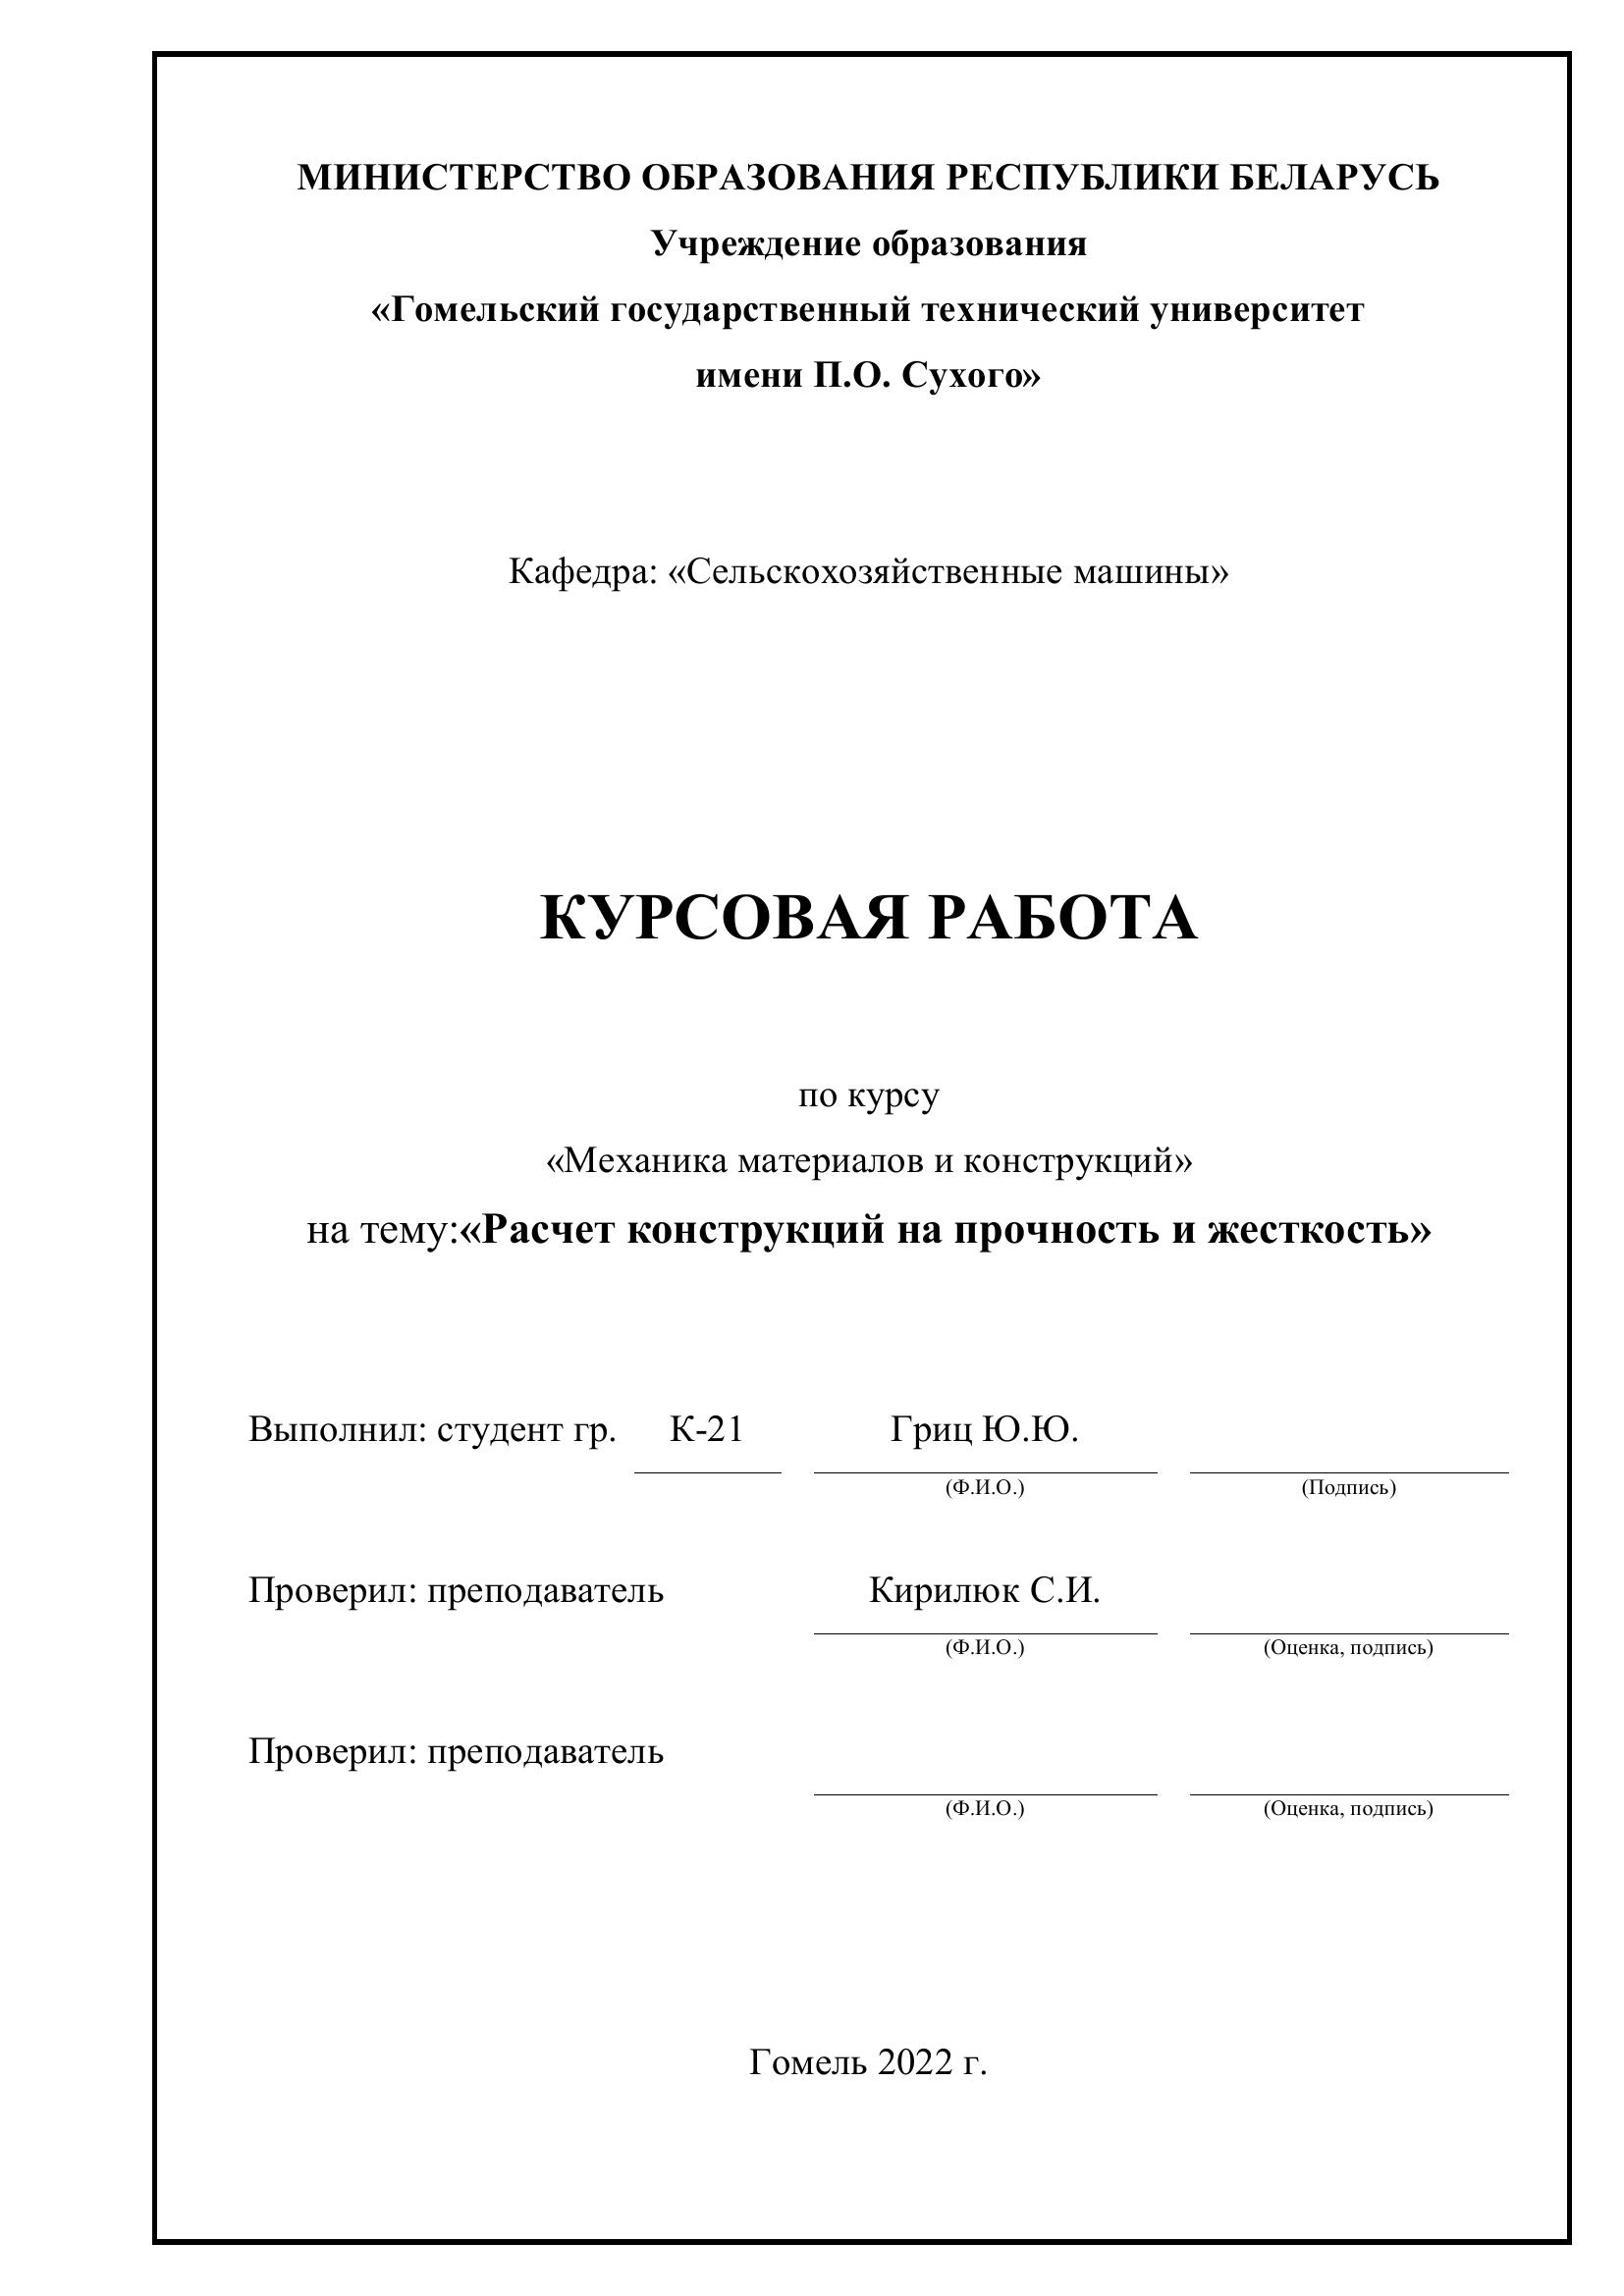 МИНИСТЕРСТВО ОБРАЗОВАНИЯ РЕСПУБЛИКИ БЕЛАРУСЬ
Учреждение образования
«Гомельский государственный технический университет
имени П.О. Сухого»
Кафедра: «Сельскохозяйственные машины»
КУРСОВАЯ РАБОТА
по курсу
«Механика материалов и конструкций»
на тему:«Расчет конструкций на прочность и жесткость»
Выполнил: студент гр. К-21 Гриц Ю.Ю.
(Ф.И.О.) (Подпись)
Проверил: преподаватель Кирилюк С.И.
(Ф.И.О.) (Оценка, подпись)
Проверил: преподаватель
(Ф.И.О.) (Оценка, подпись)
Гомель 2022 г.